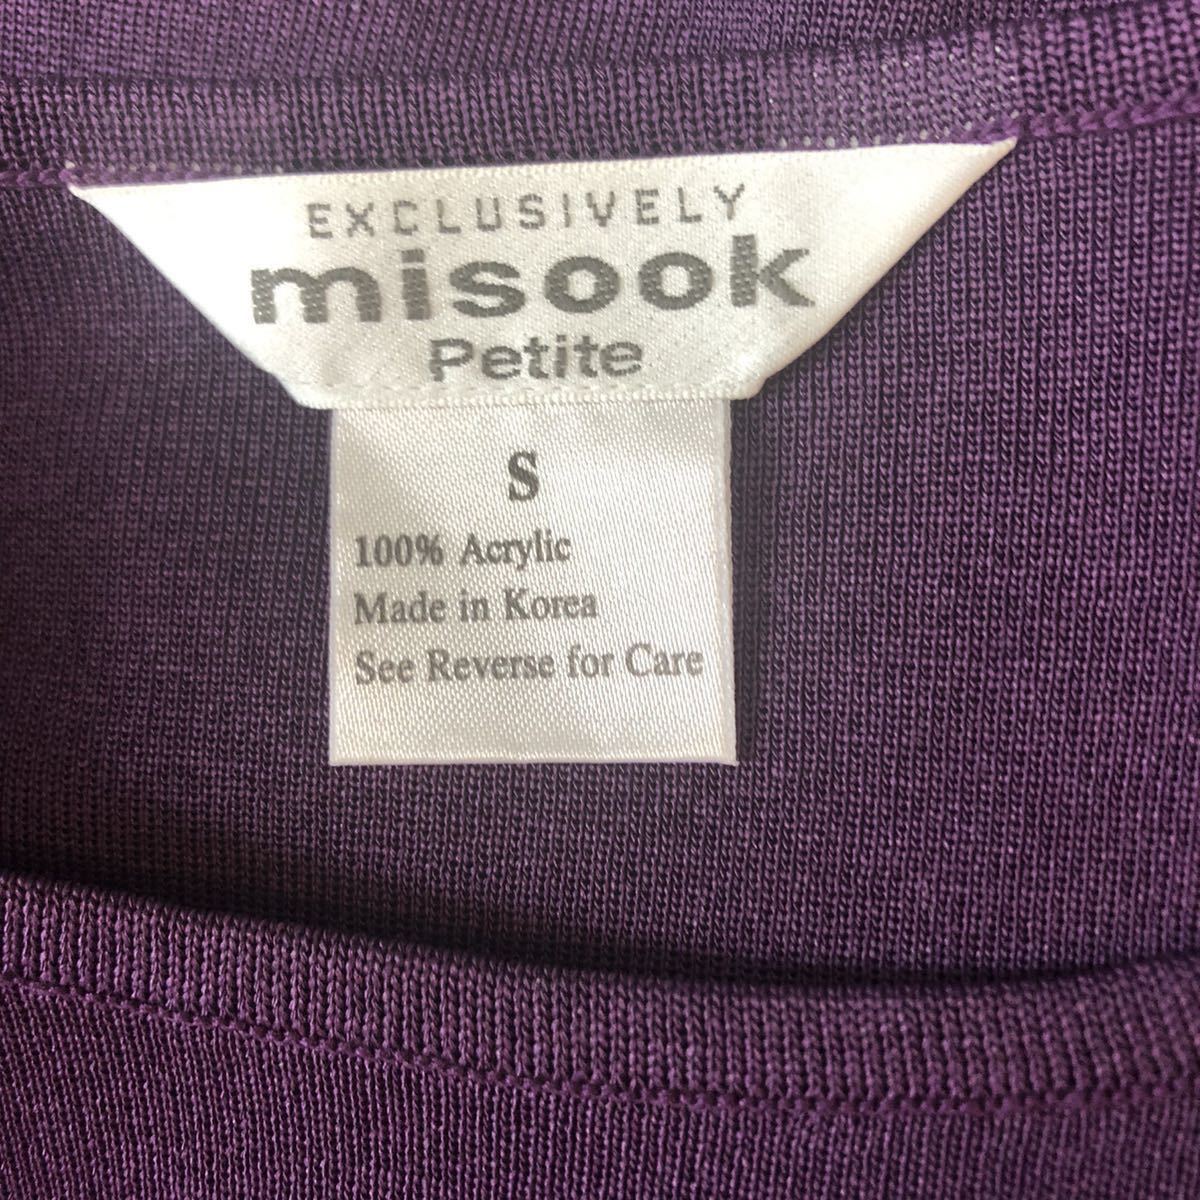 EXCLUSIVELY
misook
Petite
S
100% Acrylic
Made in Korea
See Reverse for Care